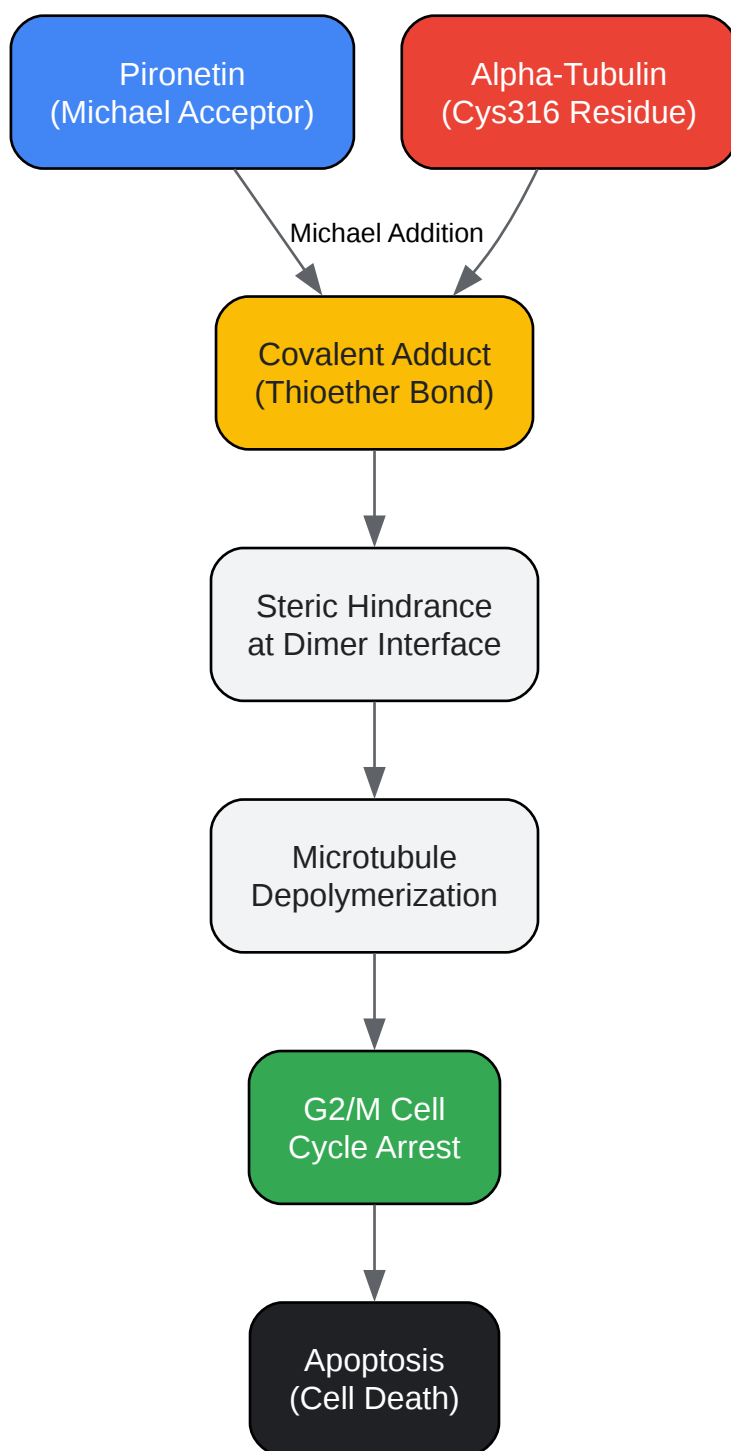 Pironetin
(Michael Acceptor)
Alpha-Tubulin
(Cys316 Residue)
Michael Addition
Covalent Adduct
(Thioether Bond)
Steric Hindrance
at Dimer Interface
Microtubule
Depolymerization
G2/M Cell
Cycle Arrest
Apoptosis
(Cell Death)